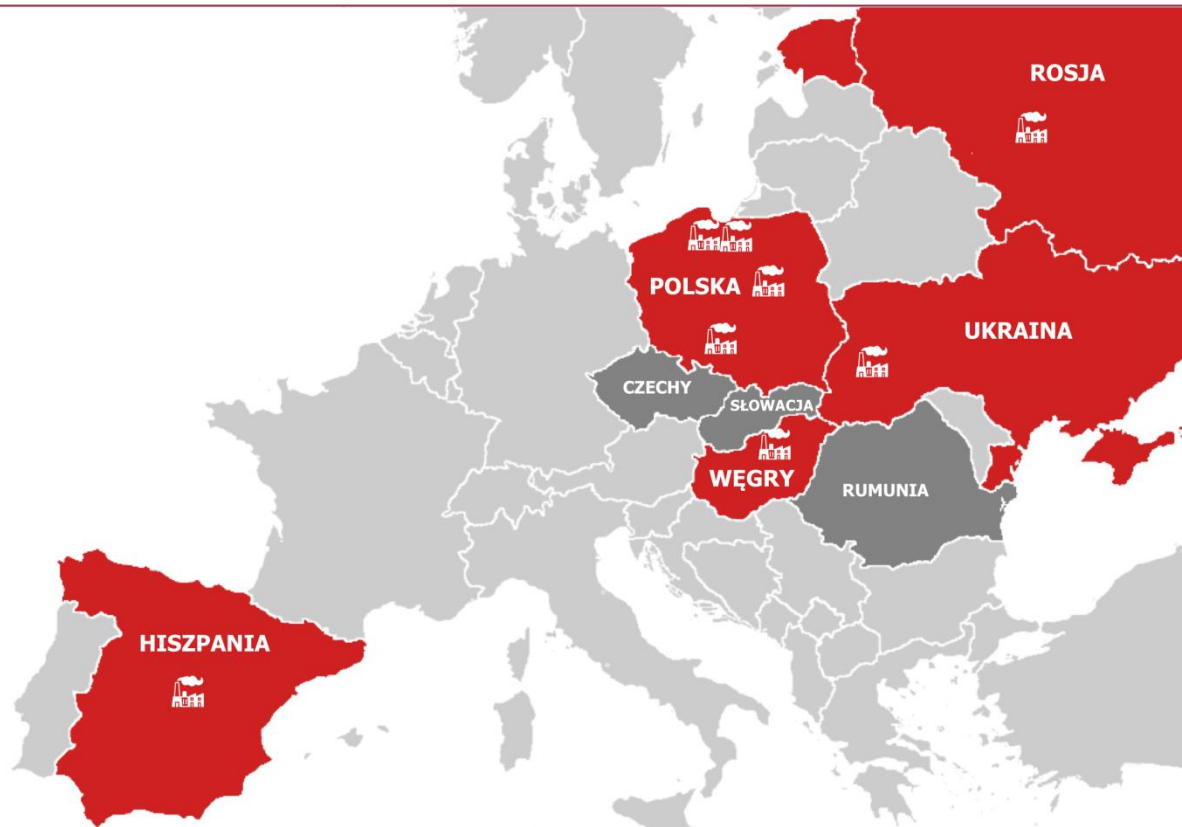 ROSJA
POLSKA
UKRAINA
CZECHY
SŁOWACJA
WĘGRY
RUMUNIA
HISZPANIA